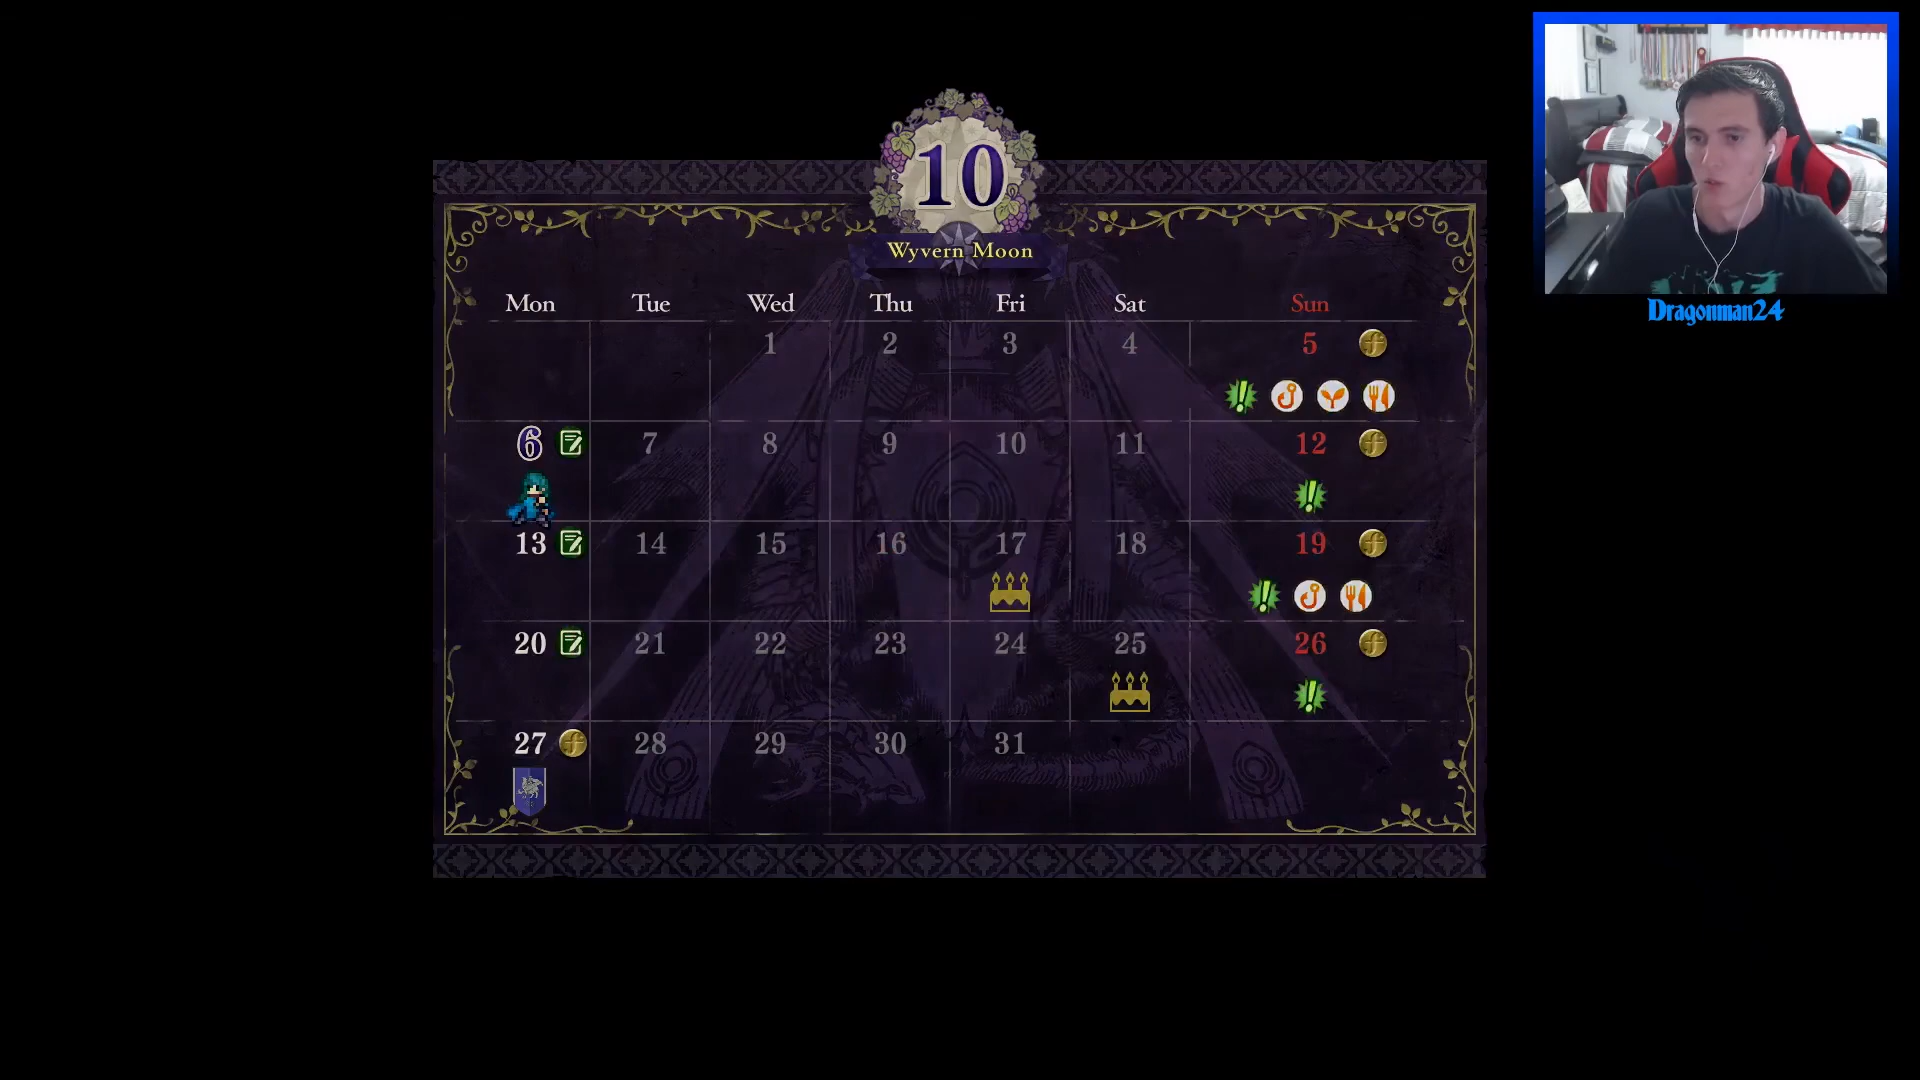 10
Wyvern Moon
Mon Tue Wed Thu Fri Sat Sun
1 2 3 4 5
6 7 8 9 10 11 12
13 14 15 16 17 18 19
20 21 22 23 24 25 26
27 28 29 30 31
Dragonman24